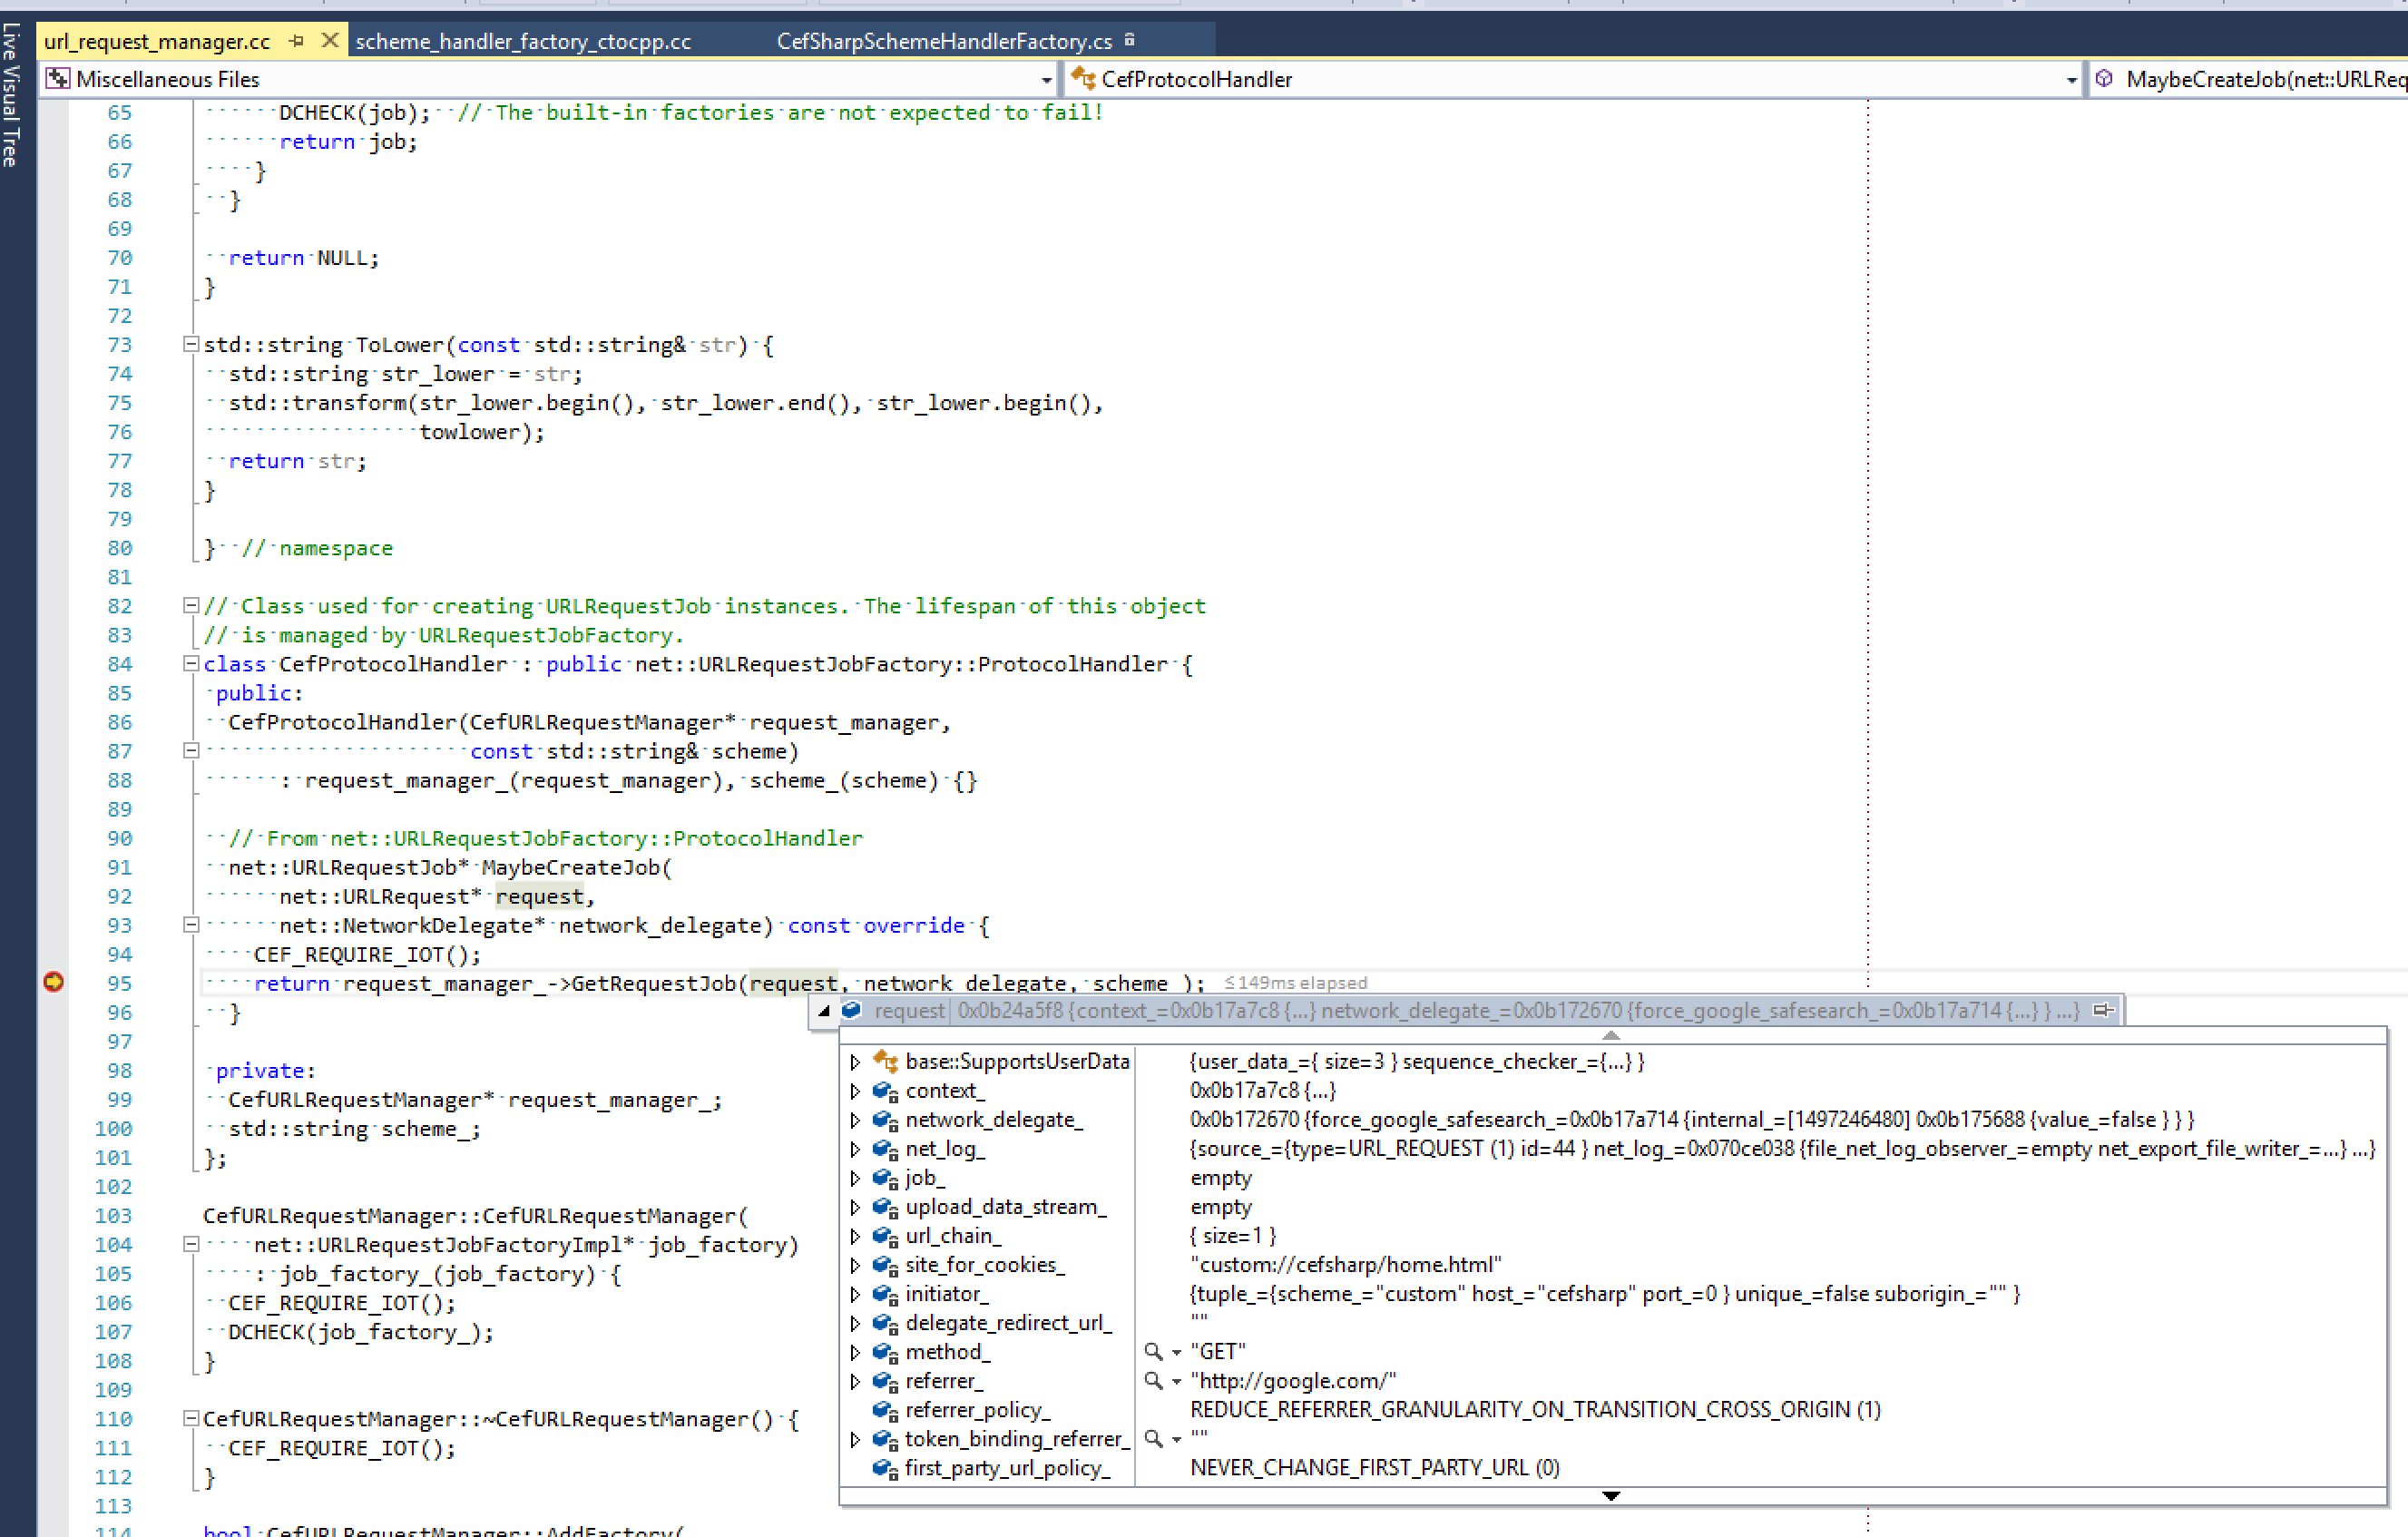 Live Visual Tree
url_request_manager.cc
scheme_handler_factory_ctocpp.cc
CefSharpSchemeHandlerFactory.cs
Miscellaneous Files
CefProtocolHandler
MaybeCreateJob(net::URLReq
65 DCHECK(job); // The built-in factories are not expected to fail!
66 return job;
67 }
68 }
69
70 return NULL;
71 }
72
73 std::string ToLower(const std::string& str) {
74 std::string str_lower = str;
75 std::transform(str_lower.begin(), str_lower.end(), str_lower.begin(),
76 towlower);
77 return str;
78 }
79
80 } // namespace
81
82 // Class used for creating URLRequestJob instances. The lifespan of this object
83 // is managed by URLRequestJobFactory.
84 class CefProtocolHandler : public net::URLRequestJobFactory::ProtocolHandler {
85 public:
86 CefProtocolHandler(CefURLRequestManager* request_manager,
87 const std::string& scheme)
88 : request_manager_(request_manager), scheme_(scheme) {}
89
90 // From net::URLRequestJobFactory::ProtocolHandler
91 net::URLRequestJob* MaybeCreateJob(
92 net::URLRequest* request,
93 net::NetworkDelegate* network_delegate) const override {
94 CEF_REQUIRE_IOT();
95 return request_manager_->GetRequestJob(request, network_delegate, scheme_); ≤149ms elapsed
96 }
97
98 private:
99 CefURLRequestManager* request_manager_;
100 std::string scheme_;
101 };
102
103 CefURLRequestManager::CefURLRequestManager(
104 net::URLRequestJobFactoryImpl* job_factory)
105 : job_factory_(job_factory) {
106 CEF_REQUIRE_IOT();
107 DCHECK(job_factory_);
108 }
109
110 CefURLRequestManager::~CefURLRequestManager() {
111 CEF_REQUIRE_IOT();
112 }
113
114 bool CefURLRequestManager::AddFactory(
request 0x0b24a5f8 {context_=0x0b17a7c8 {...} network_delegate_=0x0b172670 {force_google_safesearch_=0x0b17a714 {...} } ...}
base::SupportsUserData {user_data_={ size=3 } sequence_checker_={...} }
context_ 0x0b17a7c8 {...}
network_delegate_ 0x0b172670 {force_google_safesearch_=0x0b17a714 {internal_=[1497246480] 0x0b175688 {value_=false } } }
net_log_ {source_={type=URL_REQUEST (1) id=44 } net_log_=0x070ce038 {file_net_log_observer_=empty net_export_file_writer_=...} ...}
job_ empty
upload_data_stream_ empty
url_chain_ { size=1 }
site_for_cookies_ "custom://cefsharp/home.html"
initiator_ {tuple_={scheme_="custom" host_="cefsharp" port_=0 } unique_=false suborigin_="" }
delegate_redirect_url_ ""
method_ "GET"
referrer_ "http://google.com/"
referrer_policy_ REDUCE_REFERRER_GRANULARITY_ON_TRANSITION_CROSS_ORIGIN (1)
token_binding_referrer_ ""
first_party_url_policy_ NEVER_CHANGE_FIRST_PARTY_URL (0)